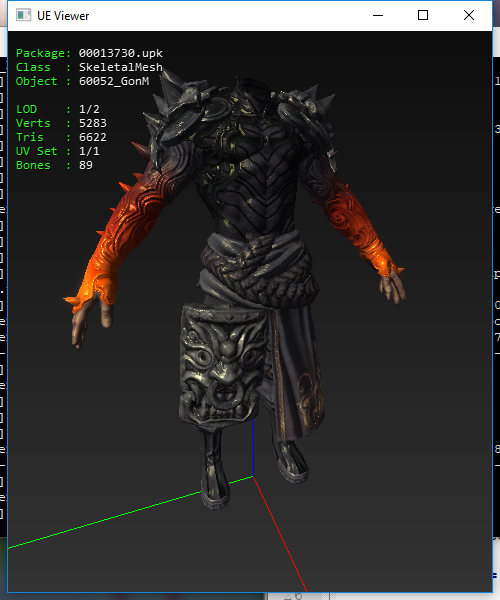 UE Viewer
Package: 00013730.upk
Class  : SkeletalMesh
Object : 60052_GonM
LOD    : 1/2
Verts  : 5283
Tris   : 6622
UV Set : 1/1
Bones  : 89